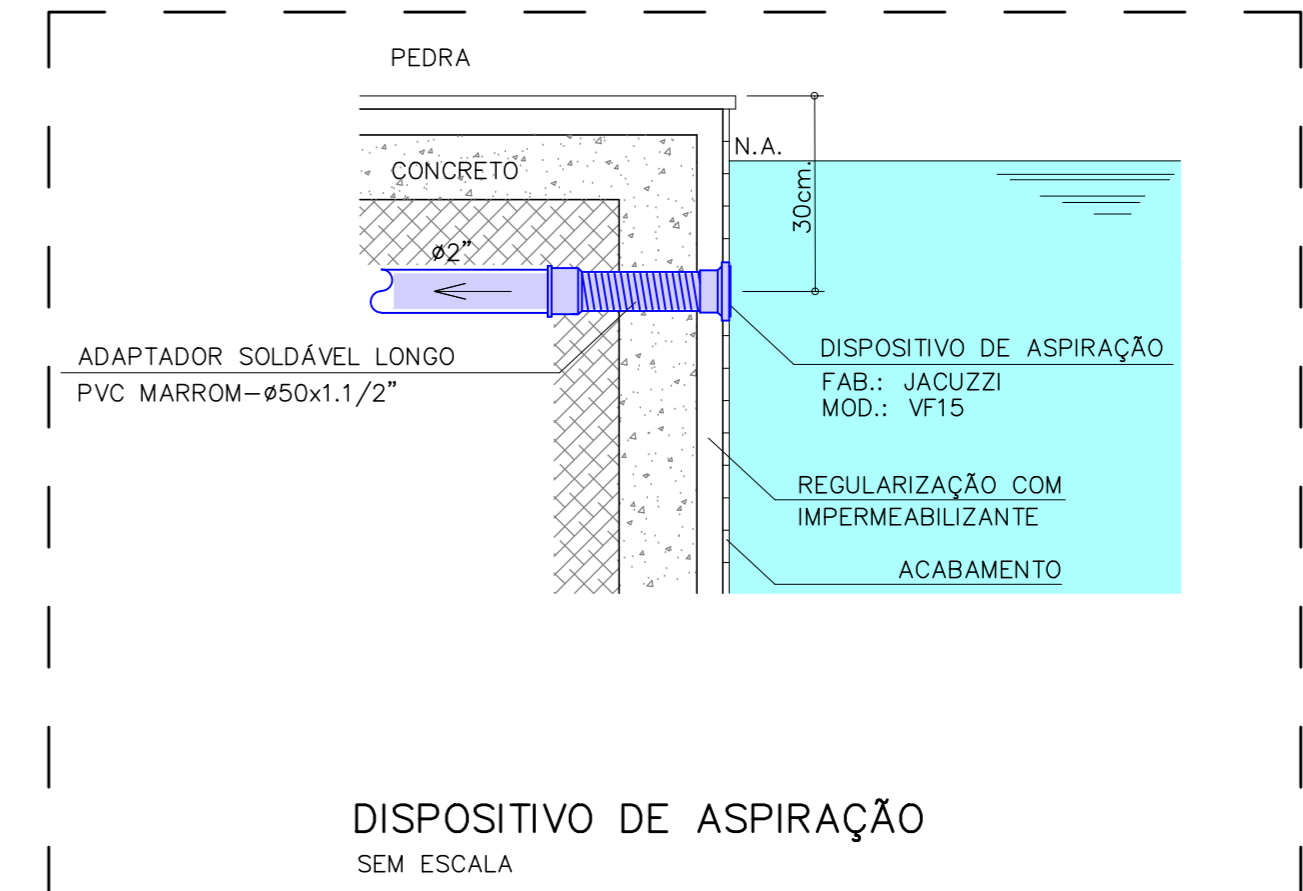 PEDRA
N.A.
CONCRETO
30cm.
ø2"
ADAPTADOR SOLDÁVEL LONGO
PVC MARROM-ø50x1.1/2"
DISPOSITIVO DE ASPIRAÇÃO
FAB.: JACUZZI
MOD.: VF15
REGULARIZAÇÃO COM
IMPERMEABILIZANTE
ACABAMENTO
DISPOSITIVO DE ASPIRAÇÃO
SEM ESCALA